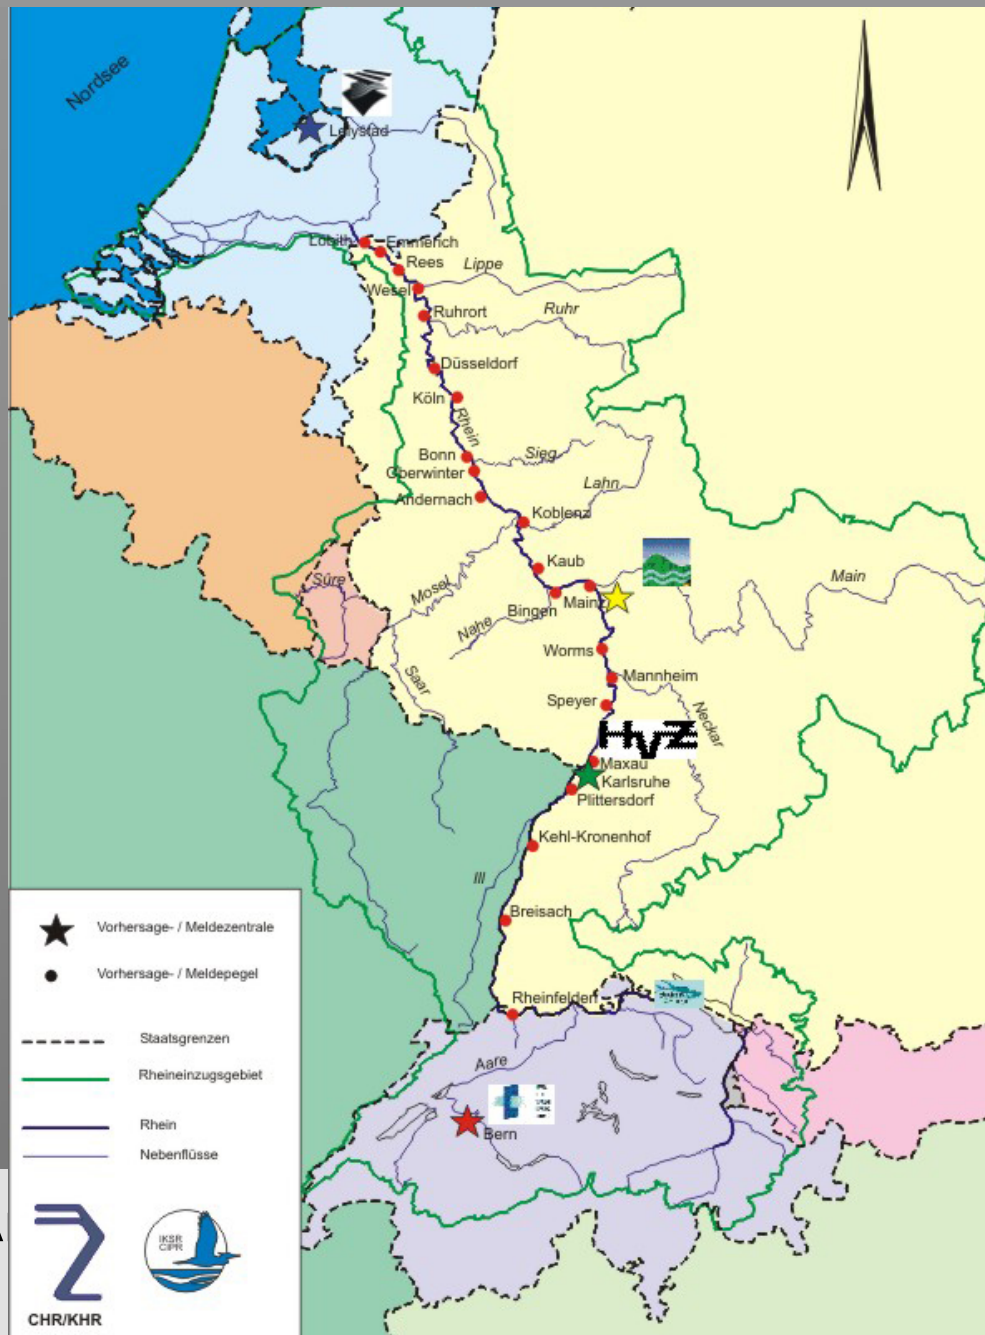 Nordsee
Lelystad
Lobith
Emmerich
Rees
Lippe
Wesel
Ruhrort
Ruhr
Düsseldorf
Köln
Rhein
Bonn
Sieg
Oberwinter
Lahn
Andernach
Koblenz
Kaub
Main
Sûre
Mosel
Bingen
Mainz
Nahe
Worms
Saar
Mannheim
Speyer
Neckar
HVZ
Maxau
Karlsruhe
Plittersdorf
Kehl-Kronenhof
Ill
Breisach
Rheinfelden
Aare
Bern
Vorhersage- / Meldezentrale
Vorhersage- / Meldepegel
Staatsgrenzen
Rheineinzugsgebiet
Rhein
Nebenflüsse
IKSR
CIPR
CHR/KHR